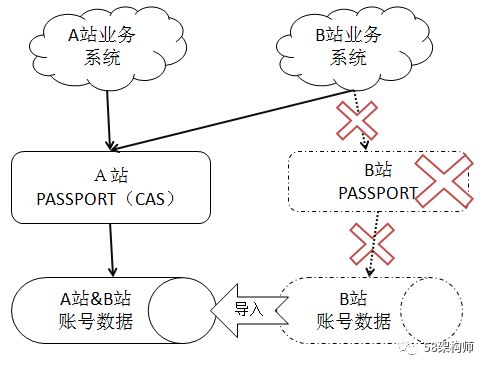 A站业务
系统
B站业务
系统
A 站
PASSPORT（CAS）
B站
PASSPORT
A站&B站
账号数据
导入
B站
账号数据
58架构师